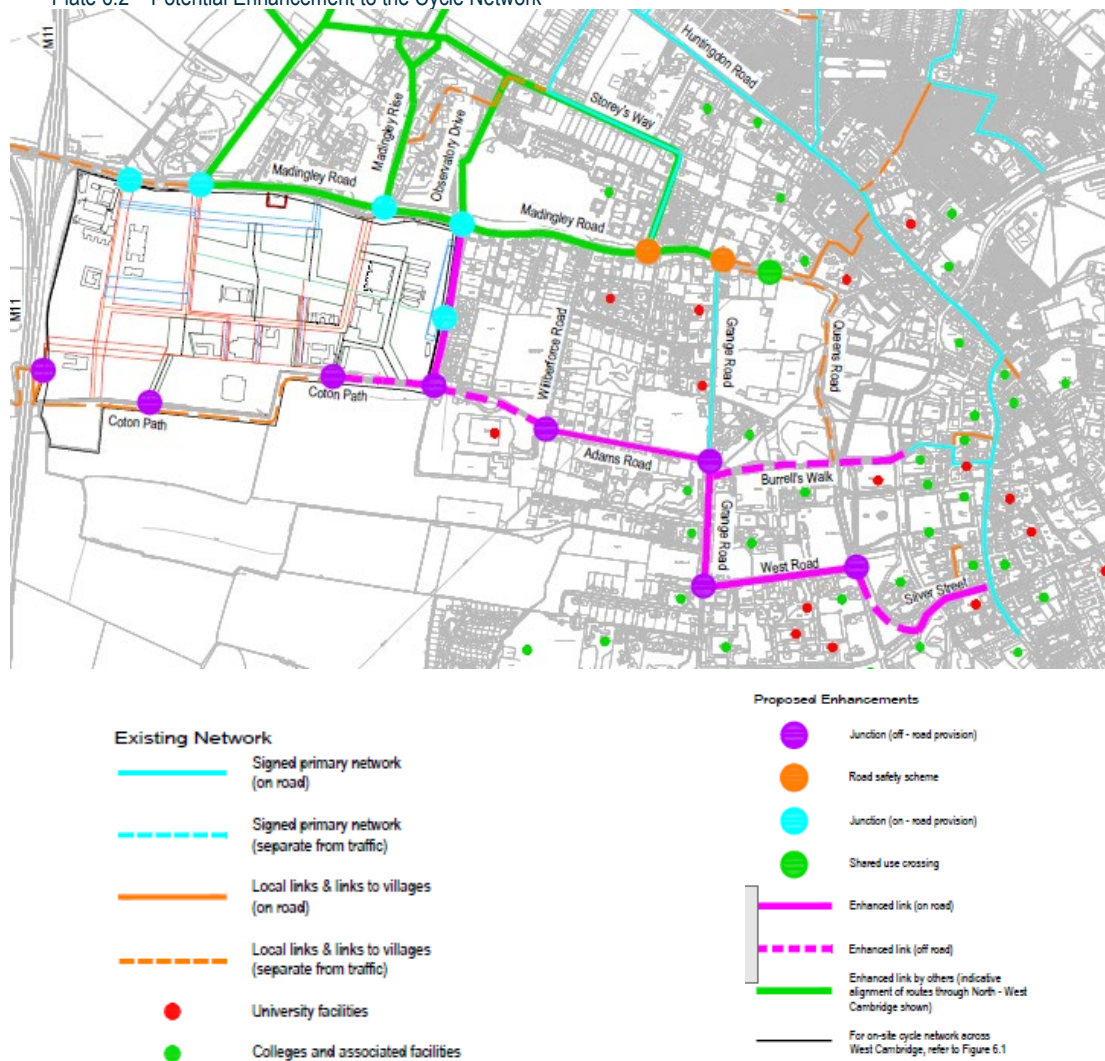 Plate 6.2 Potential Enhancement to the Cycle Network
M11
Huntingdon Road
Storey's Way
Madingley Rise
Observatory Drive
Madingley Road
Madingley Road
M11
Wilberforce Road
Grange Road
Queens Road
Coton Path
Coton Path
Adams Road
Burrell's Walk
Grange Road
West Road
Silver Street
Existing Network
Signed primary network
(on road)
Signed primary network
(separate from traffic)
Local links & links to villages
(on road)
Local links & links to villages
(separate from traffic)
University facilities
Colleges and associated facilities
Proposed Enhancements
Junction (off - road provision)
Road safety scheme
Junction (on - road provision)
Shared use crossing
Enhanced link (on road)
Enhanced link (off road)
Enhanced link by others (indicative
alignment of routes through North - West
Cambridge shown)
For on-site cycle network across
West Cambridge, refer to Figure 6.1